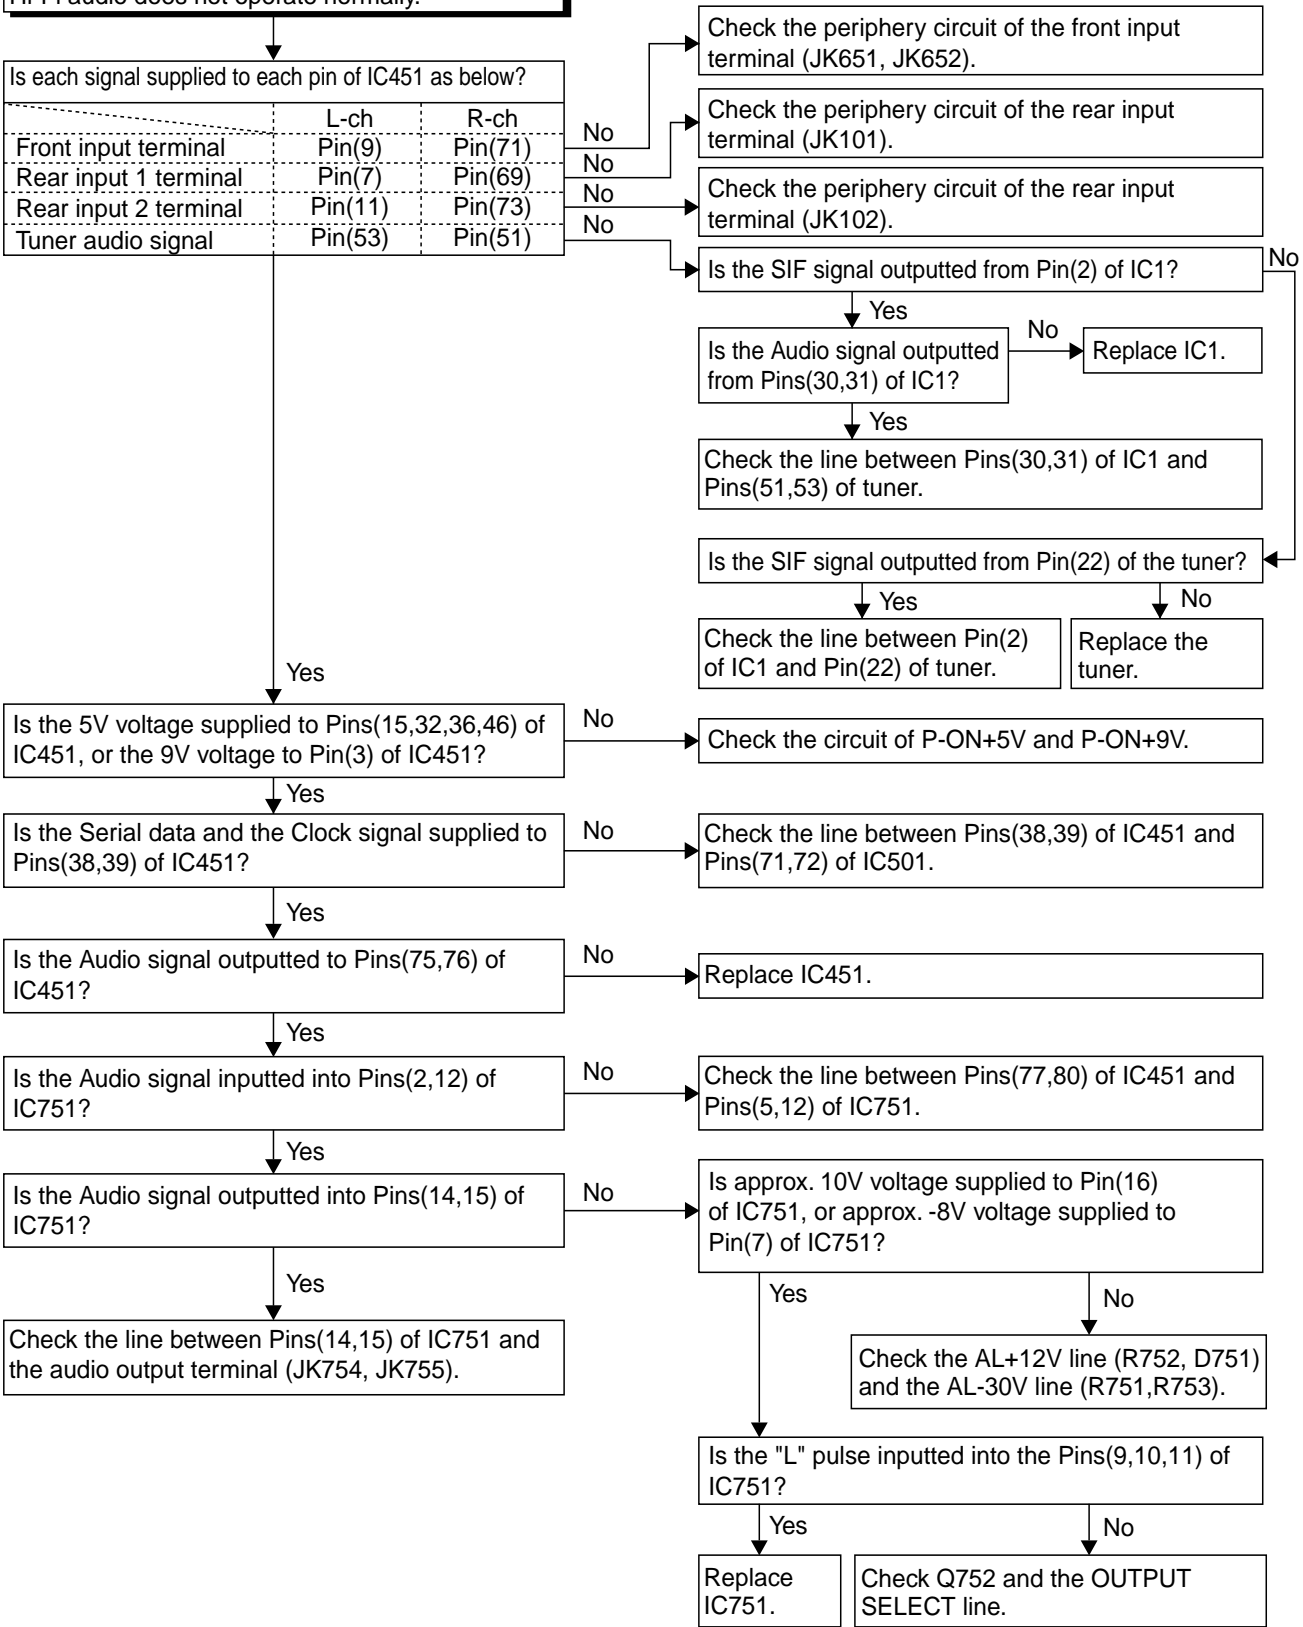 HI-FI audio does not operate normally.
Is each signal supplied to each pin of IC451 as below?
L-ch R-ch
Front input terminal Pin(9) Pin(71)
Rear input 1 terminal Pin(7) Pin(69)
Rear input 2 terminal Pin(11) Pin(73)
Tuner audio signal Pin(53) Pin(51)
No
No
No
No
Check the periphery circuit of the front input
terminal (JK651, JK652).
Check the periphery circuit of the rear input
terminal (JK101).
Check the periphery circuit of the rear input
terminal (JK102).
Is the SIF signal outputted from Pin(2) of IC1?
No
Yes
Is the Audio signal outputted
from Pins(30,31) of IC1?
No
Replace IC1.
Yes
Check the line between Pins(30,31) of IC1 and
Pins(51,53) of tuner.
Is the SIF signal outputted from Pin(22) of the tuner?
Yes
No
Check the line between Pin(2)
of IC1 and Pin(22) of tuner.
Replace the
tuner.
Yes
Is the 5V voltage supplied to Pins(15,32,36,46) of
IC451, or the 9V voltage to Pin(3) of IC451?
No
Check the circuit of P-ON+5V and P-ON+9V.
Yes
Is the Serial data and the Clock signal supplied to
Pins(38,39) of IC451?
No
Check the line between Pins(38,39) of IC451 and
Pins(71,72) of IC501.
Yes
Is the Audio signal outputted to Pins(75,76) of
IC451?
No
Replace IC451.
Yes
Is the Audio signal inputted into Pins(2,12) of
IC751?
No
Check the line between Pins(77,80) of IC451 and
Pins(5,12) of IC751.
Yes
Is the Audio signal outputted into Pins(14,15) of
IC751?
No
Is approx. 10V voltage supplied to Pin(16)
of IC751, or approx. -8V voltage supplied to
Pin(7) of IC751?
Yes
Check the line between Pins(14,15) of IC751 and
the audio output terminal (JK754, JK755).
Yes
No
Check the AL+12V line (R752, D751)
and the AL-30V line (R751,R753).
Is the "L" pulse inputted into the Pins(9,10,11) of
IC751?
Yes
No
Replace
IC751.
Check Q752 and the OUTPUT
SELECT line.